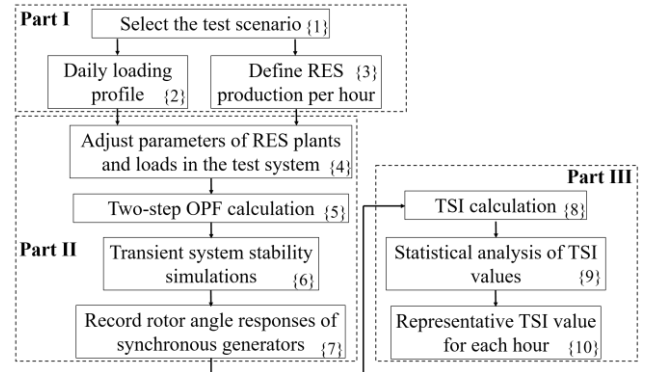 Part I
Select the test scenario {1}
Daily loading
profile {2}
Define RES {3}
production per hour
Adjust parameters of RES plants
and loads in the test system {4}
Two-step OPF calculation {5}
Part II
Transient system stability
simulations {6}
Record rotor angle responses of
synchronous generators {7}
Part III
TSI calculation {8}
Statistical analysis of TSI
values {9}
Representative TSI value
for each hour {10}